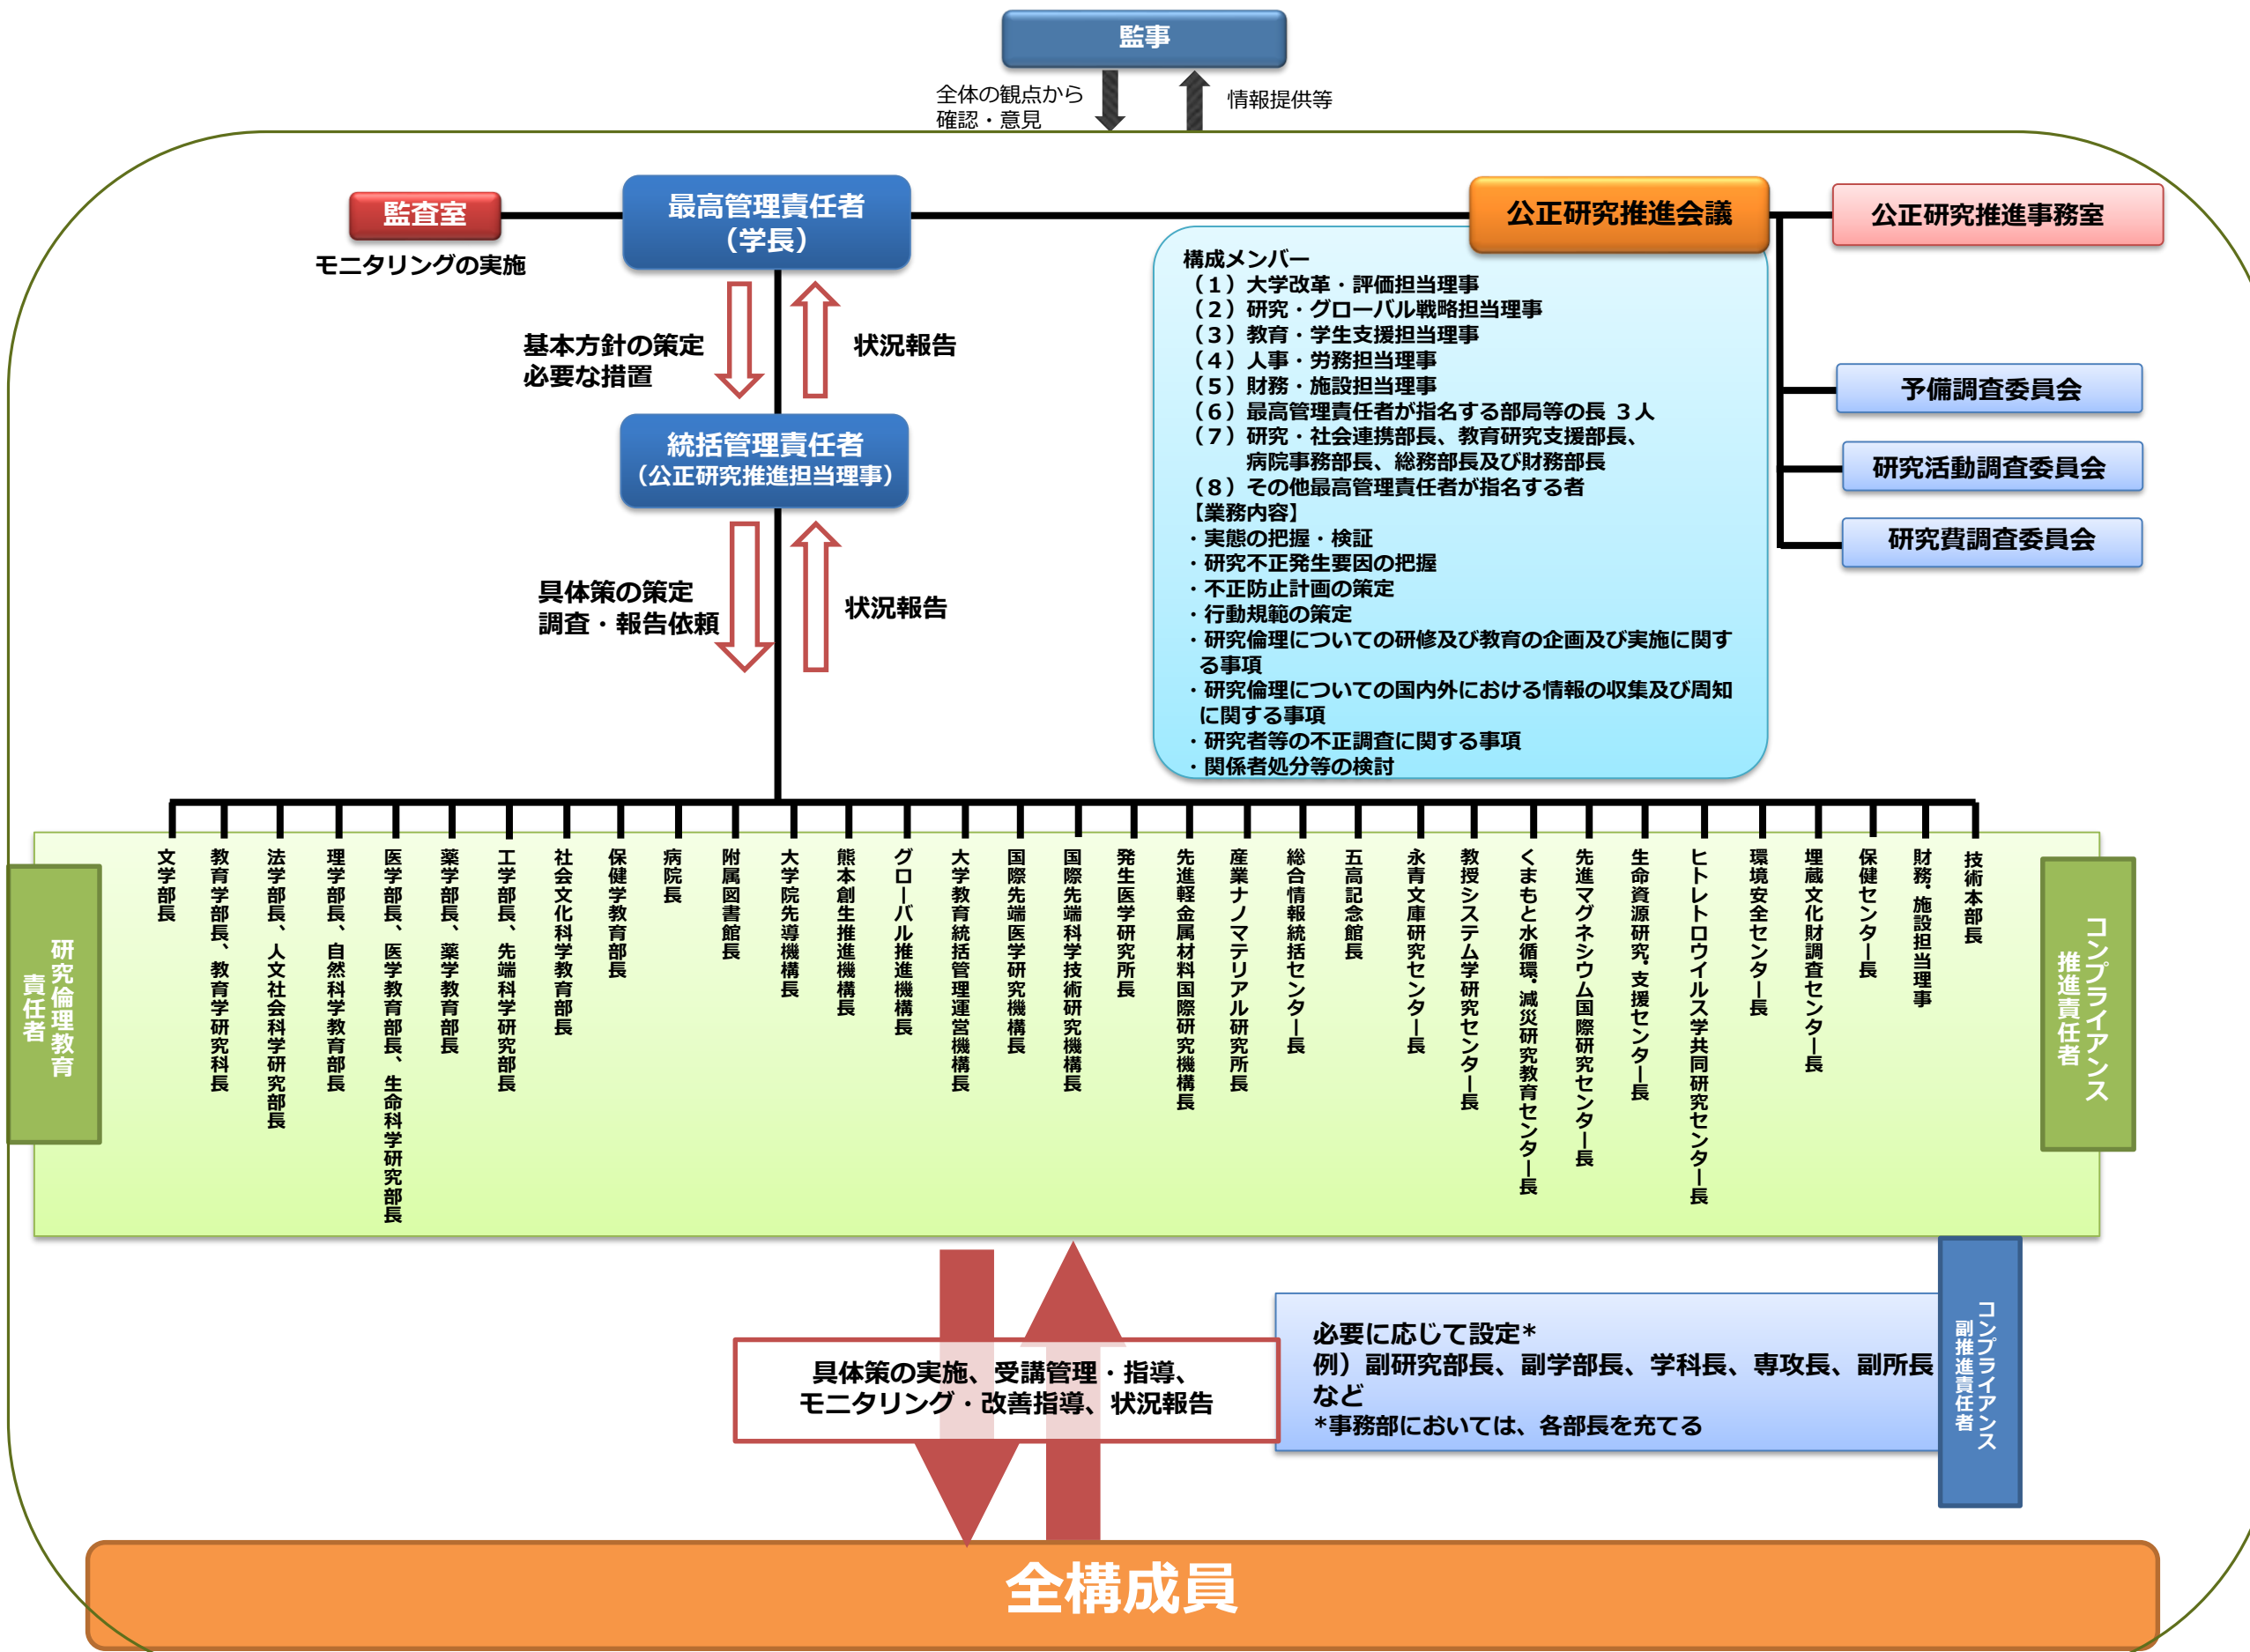 監事
全体の観点から
確認・意見
情報提供等
監査室
モニタリングの実施
最高管理責任者
（学長）
公正研究推進会議
公正研究推進事務室
基本方針の策定
必要な措置
状況報告
統括管理責任者
（公正研究推進担当理事）
具体策の策定
調査・報告依頼
状況報告
構成メンバー
（１）大学改革・評価担当理事
（２）研究・グローバル戦略担当理事
（３）教育・学生支援担当理事
（４）人事・労務担当理事
（５）財務・施設担当理事
（６）最高管理責任者が指名する部局等の長 ３人
（７）研究・社会連携部長、教育研究支援部長、
病院事務部長、総務部長及び財務部長
（８）その他最高管理責任者が指名する者
【業務内容】
・実態の把握・検証
・研究不正発生要因の把握
・不正防止計画の策定
・行動規範の策定
・研究倫理についての研修及び教育の企画及び実施に関す
る事項
・研究倫理についての国内外における情報の収集及び周知
に関する事項
・研究者等の不正調査に関する事項
・関係者処分等の検討
予備調査委員会
研究活動調査委員会
研究費調査委員会
研究倫理教育
責任者
文学部長
教育学部長、教育学研究科長
法学部長、人文社会科学研究部長
理学部長、自然科学教育部長
医学部長、医学教育部長、生命科学研究部長
薬学部長、薬学教育部長
工学部長、先端科学研究部長
社会文化科学教育部長
保健学教育部長
病院長
附属図書館長
大学院先導機構長
熊本創生推進機構長
グローバル推進機構長
大学教育統括管理運営機構長
国際先端医学研究機構長
国際先端科学技術研究機構長
発生医学研究所長
先進軽金属材料国際研究機構長
産業ナノマテリアル研究所長
総合情報統括センター長
五高記念館長
永青文庫研究センター長
教授システム学研究センター長
くまもと水循環・減災研究教育センター長
先進マグネシウム国際研究センター長
生命資源研究・支援センター長
ヒトレトロウイルス学共同研究センター長
環境安全センター長
埋蔵文化財調査センター長
保健センター長
財務・施設担当理事
技術本部長
コンプライアンス
推進責任者
具体策の実施、受講管理・指導、
モニタリング・改善指導、状況報告
必要に応じて設定*
例）副研究部長、副学部長、学科長、専攻長、副所長
など
*事務部においては、各部長を充てる
コンプライアンス
副推進責任者
全構成員